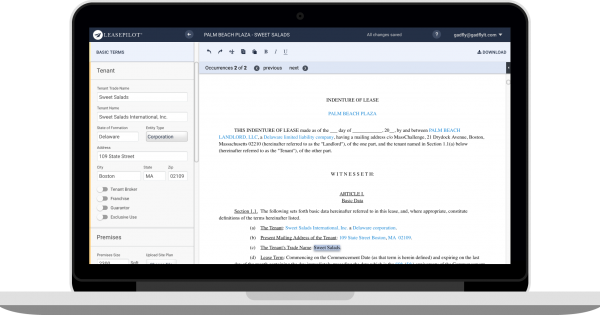 LEASEPILOT
PALM BEACH PLAZA - SWEET SALADS
All changes saved
?
BASIC TERMS
B I U
DOWNLOAD
Occurrences 2 of 2
previous
next
Tenant
Tenant Trade Name
Sweet Salads
Tenant Name
Sweet Salads International, Inc.
State of Formation
Entity Type
Delaware
Corporation
Address
109 State Street
City
State
Zip
Boston
MA
02109
Tenant Broker
Franchise
Guarantor
Exclusive Use
Premises
Premises Size
Upload Site Plan
INDENTURE OF LEASE
PALM BEACH PLAZA
THIS INDENTURE OF LEASE made as of the ___ day of __________, 20__, by and between PALM BEACH
LANDLORD, LLC, a Delaware limited liability company, having a mailing address c/o MassChallenge, 21 Drydock Avenue, Boston,
Massachusetts 02210 (hereinafter referred to as the "Landlord"), of the one part, and the tenant named in Section 1.1(a) below
(hereinafter referred to as the "Tenant"), of the other part.
W I T N E S S E T H:
ARTICLE I.
Basic Data
Section 1.1. The following sets forth basic data hereinafter referred to in this lease, and, where appropriate, constitute
definitions of the terms hereinafter listed.
(a) The Tenant: Sweet Salads International, Inc. a Delaware corporation.
(b) Present Mailing Address of the Tenant: 109 State Street Boston, MA 02109.
(c) The Tenant's Trade Name: Sweet Salads.
(d) Lease Term: Commencing on the Commencement Date (as that term is herein defined) and expiring on the last